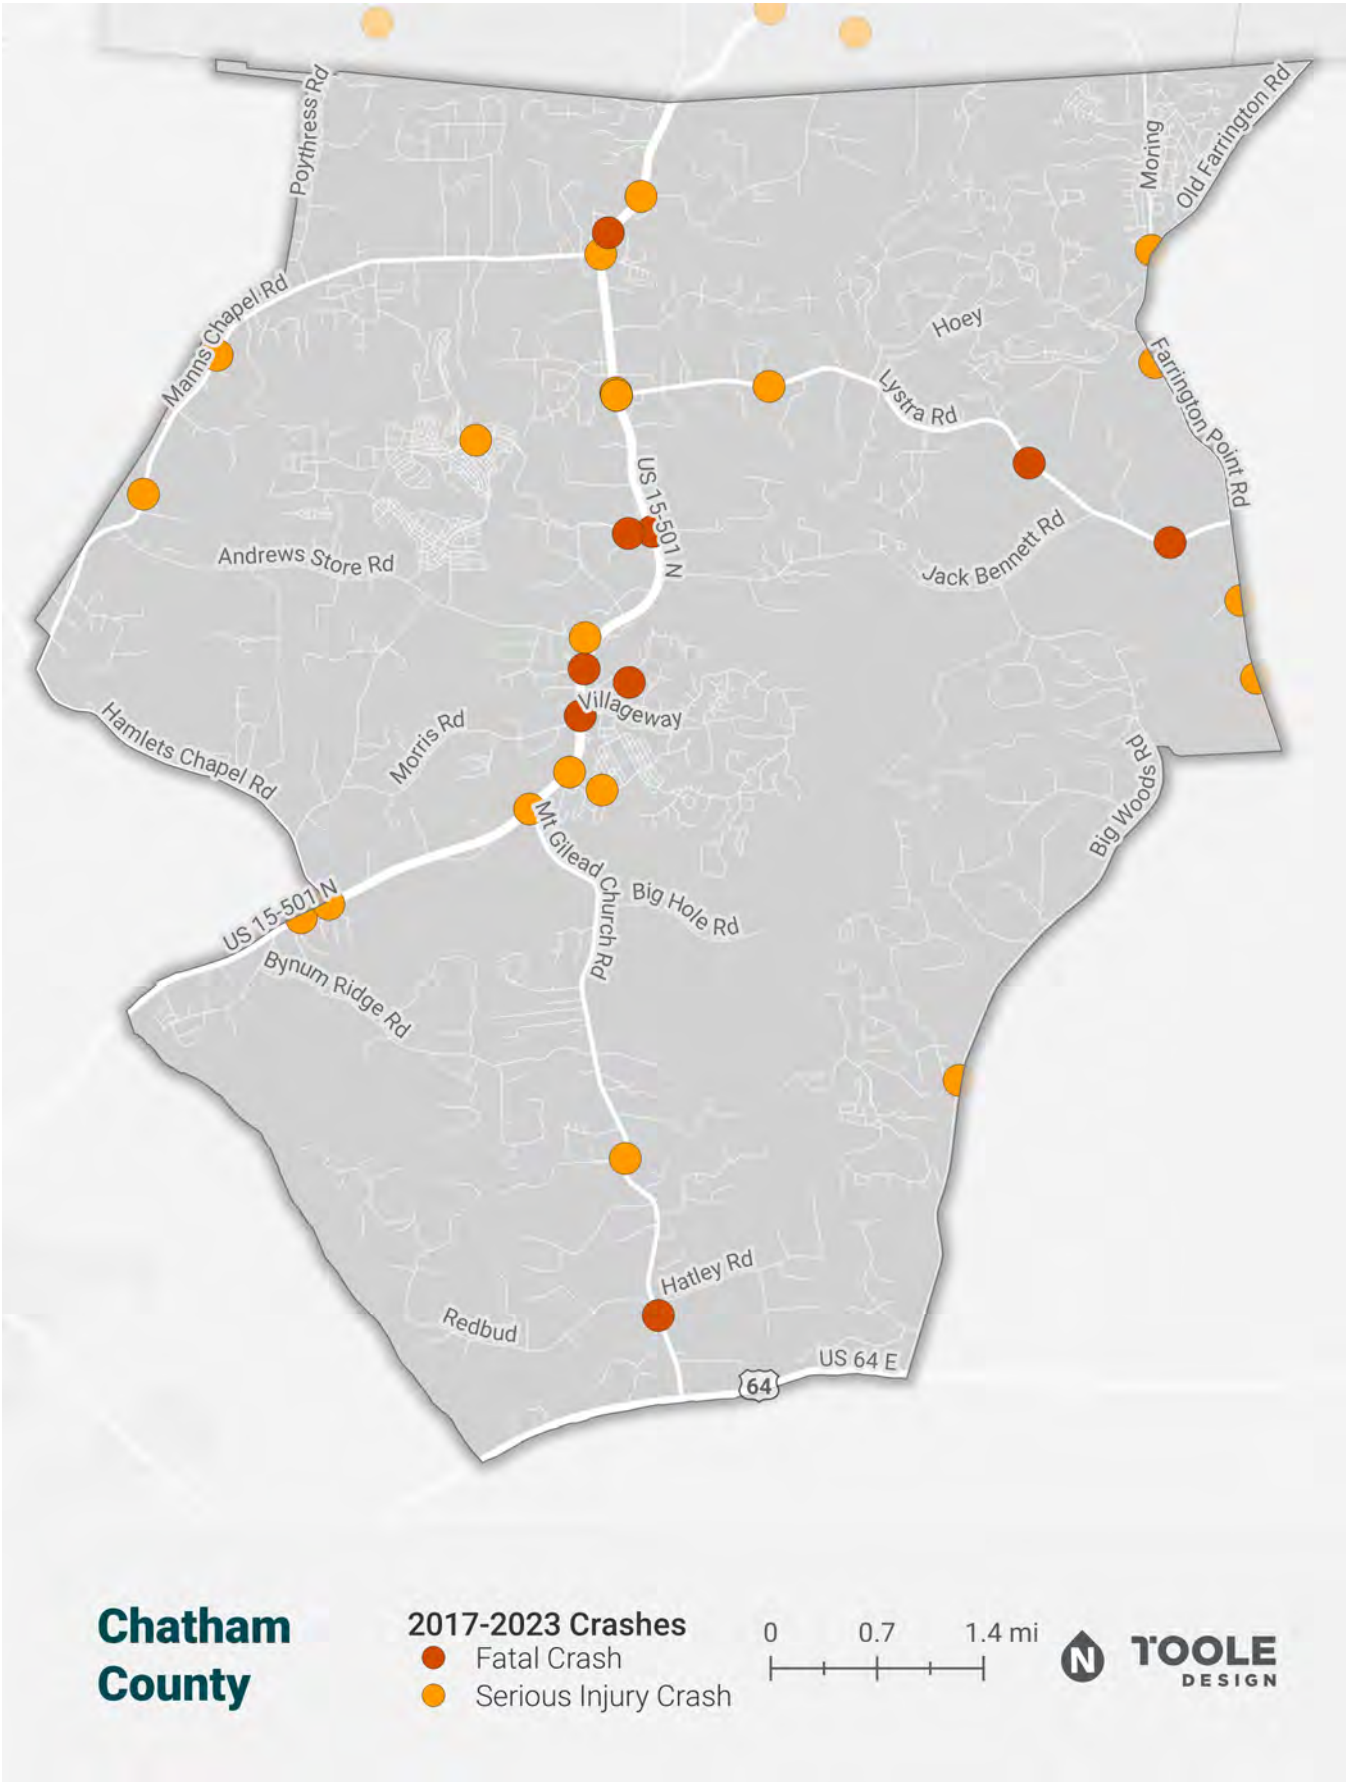 Poythress Rd
Moring
Old Farrington Rd
Manns Chapel Rd
Hoey
Lystra Rd
Farrington Point Rd
US 15-501 N
Andrews Store Rd
Jack Bennett Rd
Villageway
Morris Rd
Hamlets Chapel Rd
Big Woods Rd
Mt Gilead Church Rd
Big Hole Rd
US 15-501 N
Bynum Ridge Rd
Hatley Rd
Redbud
US 64 E
64
Chatham
County
2017-2023 Crashes
Fatal Crash
Serious Injury Crash
0 0.7 1.4 mi
N
TOOLE
DESIGN